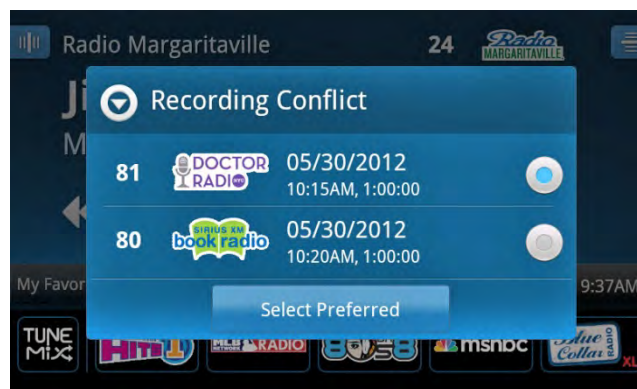 Radio Margaritaville 24 Radio MARGARITAVILLE
Ji
Recording Conflict
M
81 DOCTOR RADIO 05/30/2012
10:15AM, 1:00:00
80 SIRIUS XM book radio 05/30/2012
10:20AM, 1:00:00
My Favor 9:37AM
Select Preferred
TUNE MiX HITS 1 MLB NETWORK RADIO 80s 8 msnbc Blue Collar RADIO XL